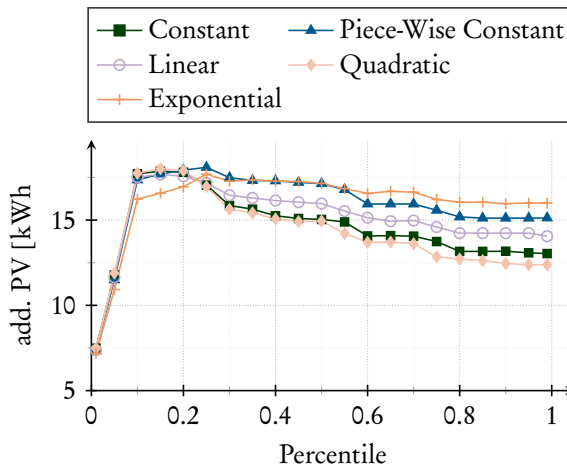 Constant
Piece-Wise Constant
Linear
Quadratic
Exponential
add. PV [kWh
15
10
5
0
0.2
0.4
0.6
0.8
1
Percentile